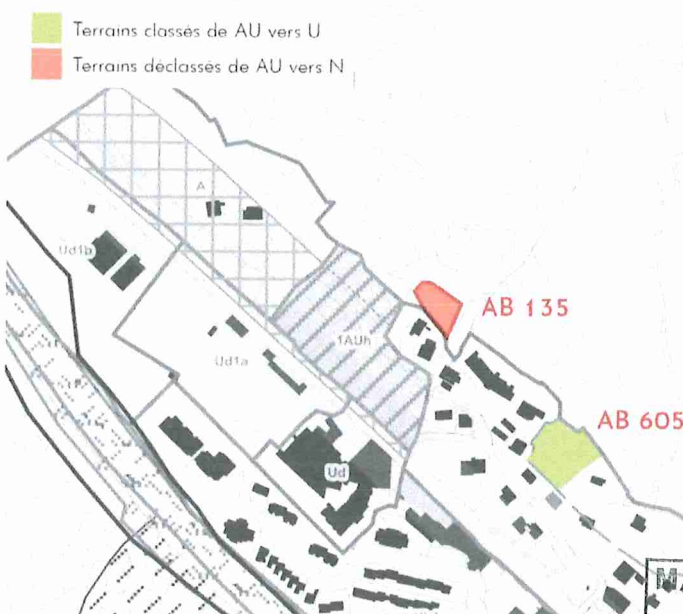 Terrains classés de AU vers U
Terrains déclassés de AU vers N
A
Ud1b
AB 135
1AUh
Ud1a
AB 605
Ud
M